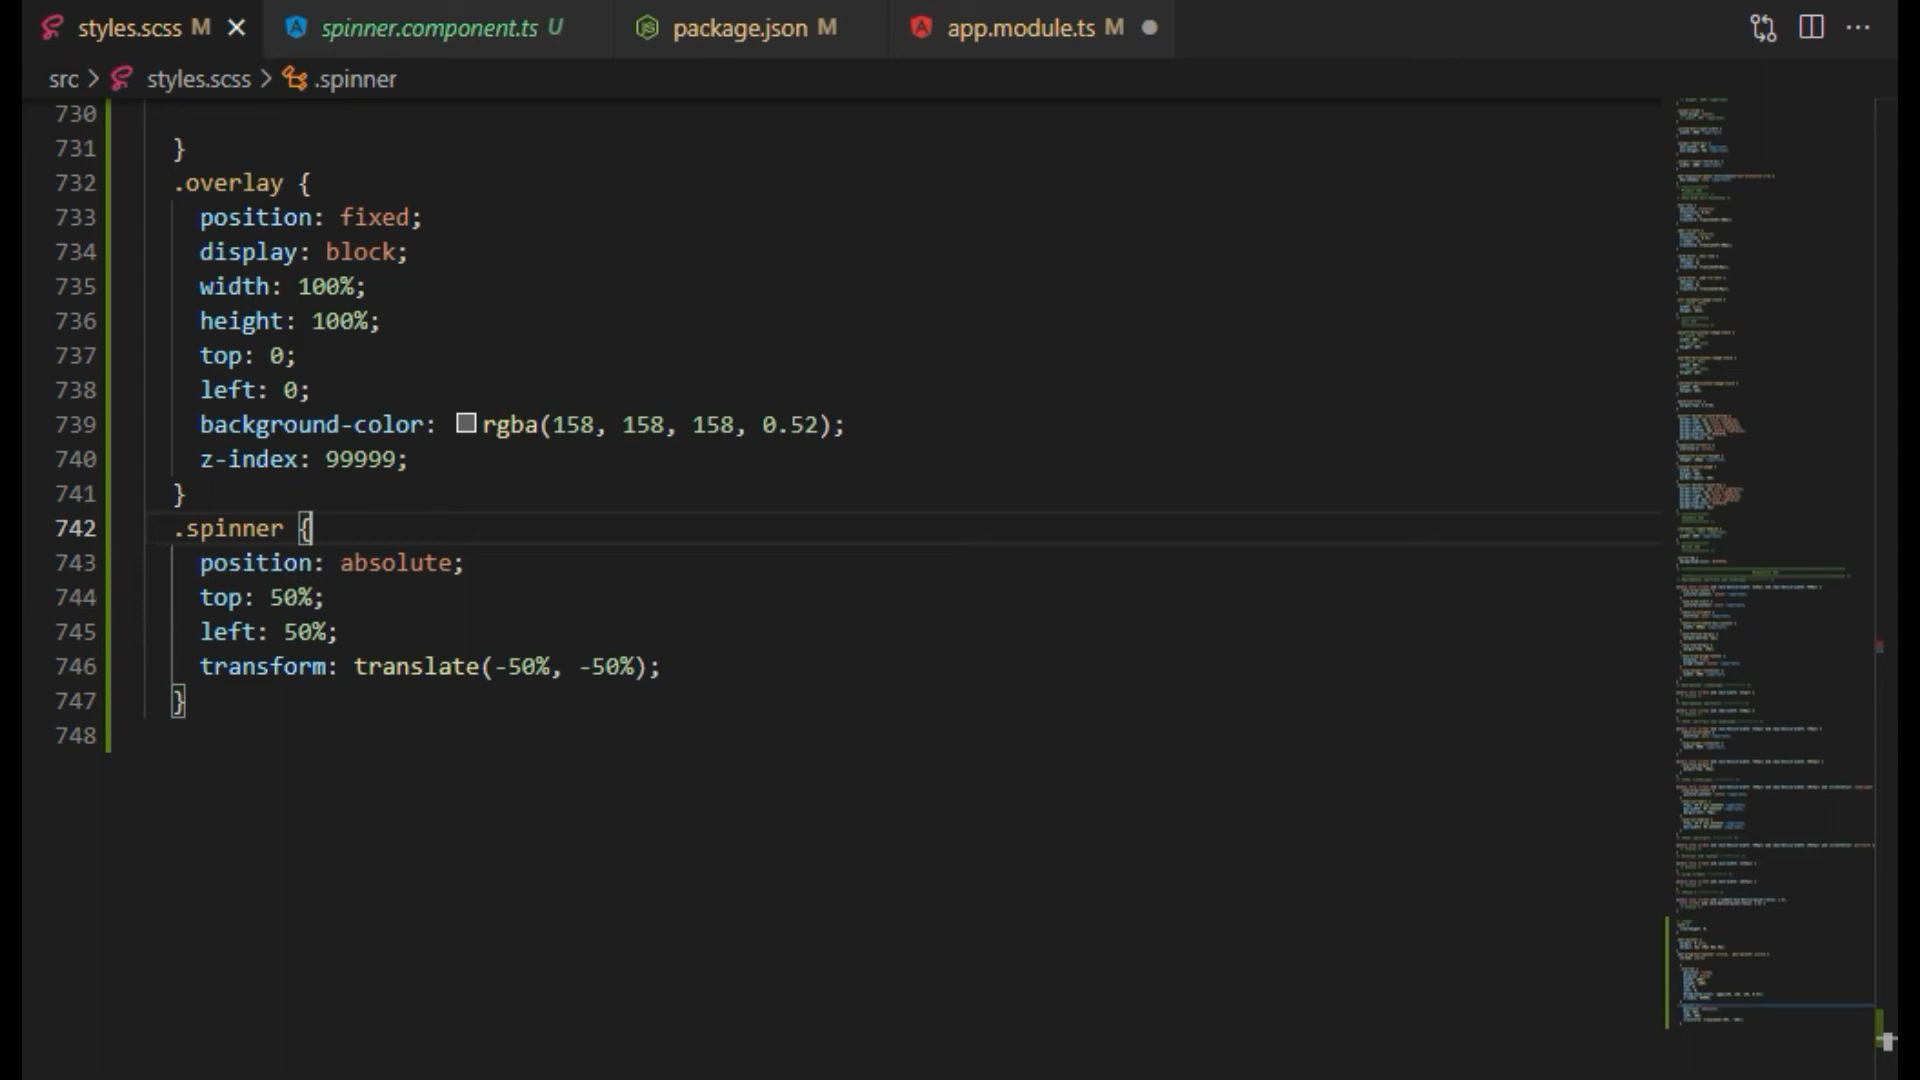 styles.scss M
spinner.component.ts U
package.json M
app.module.ts M
src > styles.scss > .spinner
730
731 }
732 .overlay {
733 position: fixed;
734 display: block;
735 width: 100%;
736 height: 100%;
737 top: 0;
738 left: 0;
739 background-color: rgba(158, 158, 158, 0.52);
740 z-index: 99999;
741 }
742 .spinner {
743 position: absolute;
744 top: 50%;
745 left: 50%;
746 transform: translate(-50%, -50%);
747 }
748